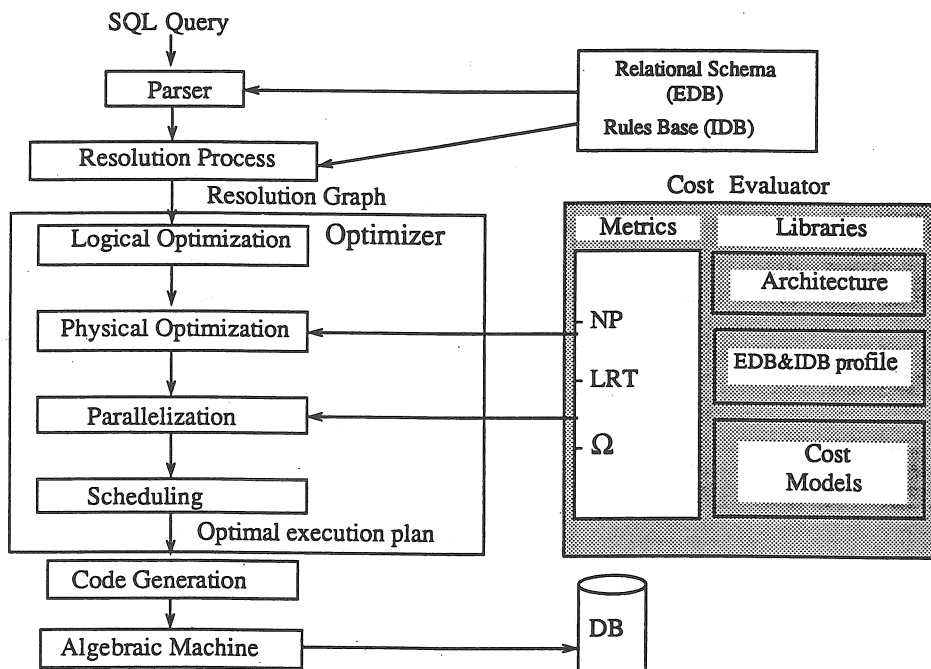 SQL Query
Parser
Relational Schema
(EDB)
Rules Base (IDB)
Resolution Process
Resolution Graph
Cost Evaluator
Optimizer
Logical Optimization
Physical Optimization
Parallelization
Scheduling
Optimal execution plan
Metrics
NP
LRT
Ω
Libraries
Architecture
EDB&IDB profile
Cost
Models
Code Generation
Algebraic Machine
DB